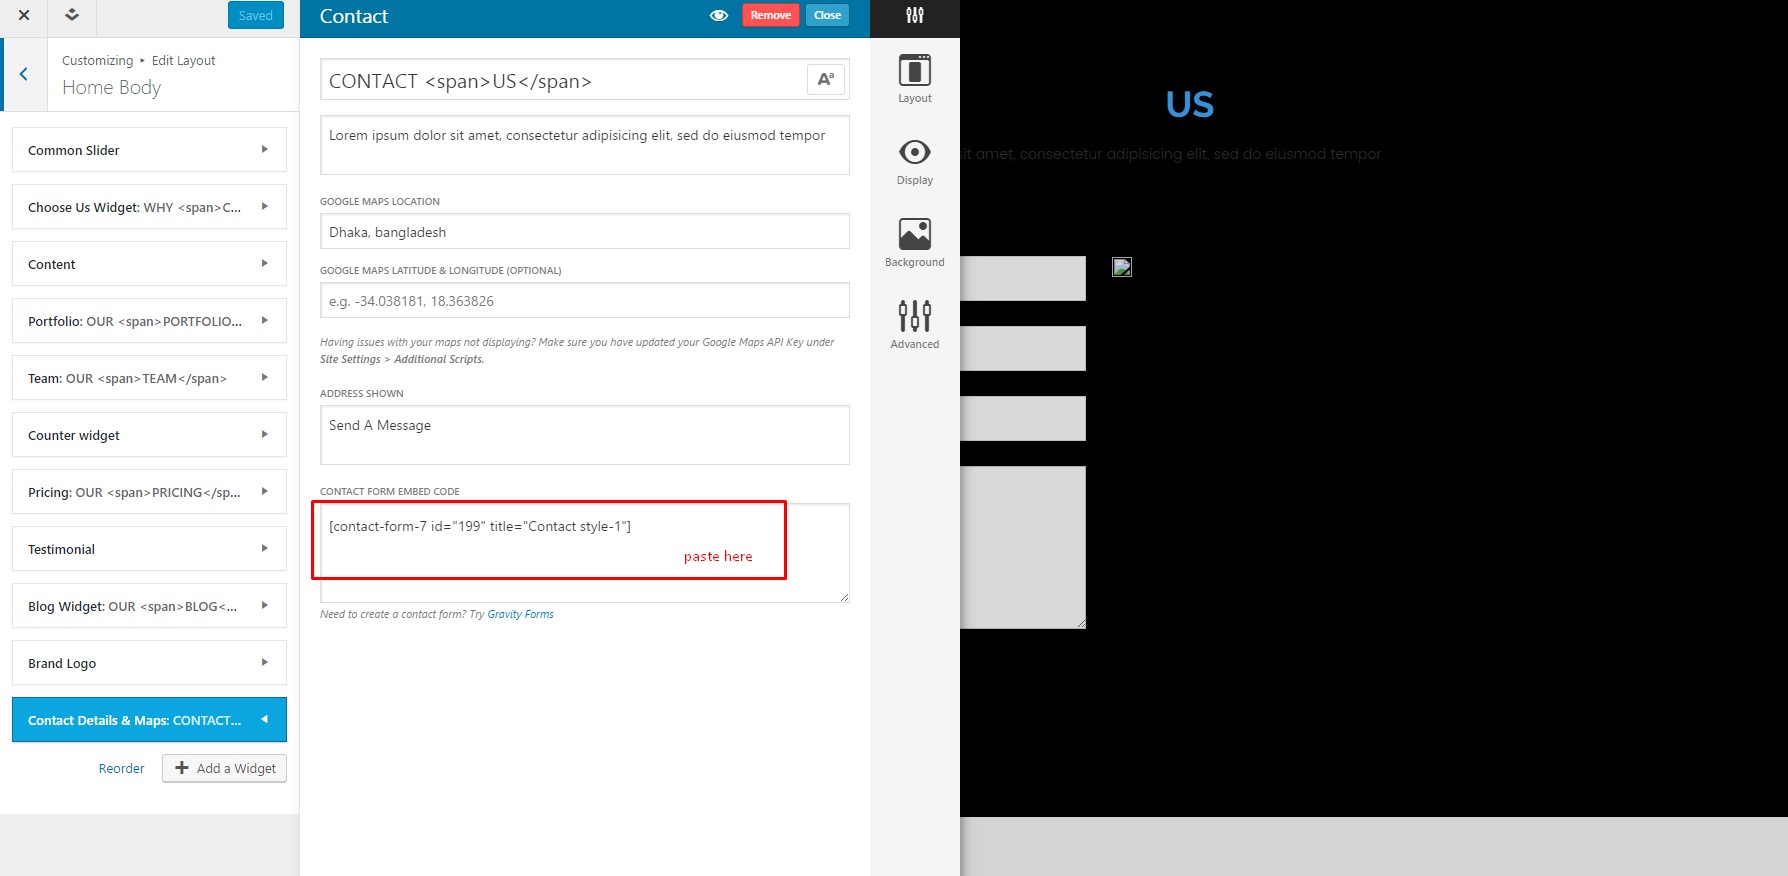 Saved
Customizing ▸ Edit Layout
Home Body
Common Slider
Choose Us Widget: WHY <span>C...
Content
Portfolio: OUR <span>PORTFOLIO...
Team: OUR <span>TEAM</span>
Counter widget
Pricing: OUR <span>PRICING</sp...
Testimonial
Blog Widget: OUR <span>BLOG<...
Brand Logo
Contact Details & Maps: CONTACT...
Reorder
Add a Widget
Contact
Remove
Close
CONTACT <span>US</span>
Aª
Lorem ipsum dolor sit amet, consectetur adipisicing elit, sed do eiusmod tempor
GOOGLE MAPS LOCATION
Dhaka, bangladesh
GOOGLE MAPS LATITUDE & LONGITUDE (OPTIONAL)
e.g. -34.038181, 18.363826
Having issues with your maps not displaying? Make sure you have updated your Google Maps API Key under
Site Settings > Additional Scripts.
ADDRESS SHOWN
Send A Message
CONTACT FORM EMBED CODE
[contact-form-7 id="199" title="Contact style-1"]
paste here
Need to create a contact form? Try Gravity Forms
Layout
Display
Background
Advanced
US
sit amet, consectetur adipisicing elit, sed do eiusmod tempor